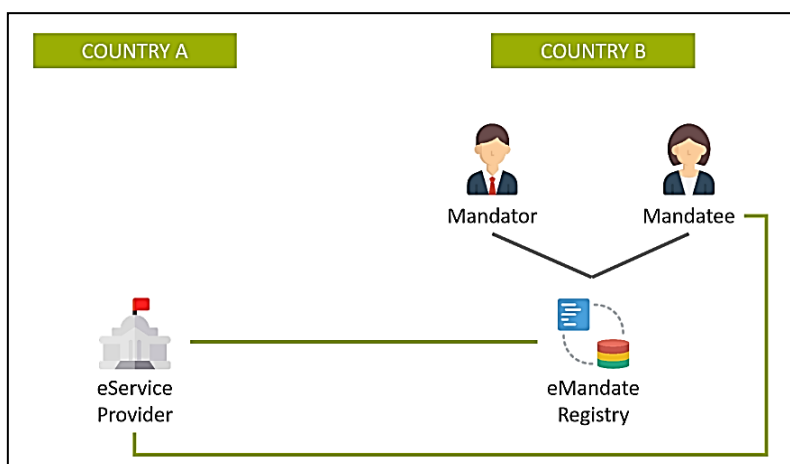 COUNTRY A
COUNTRY B
Mandator
Mandatee
eService
Provider
eMandate
Registry